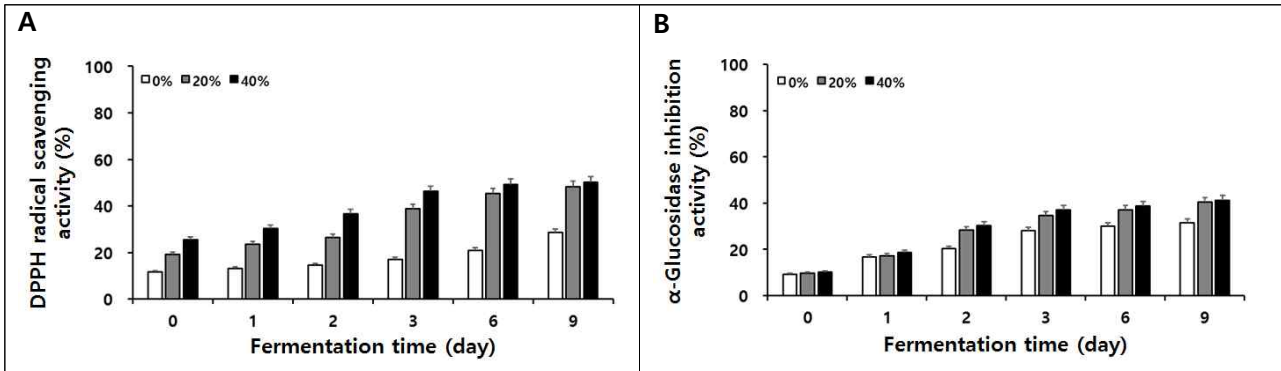 A
DPPH radical scavenging
activity (%)
100
80
60
40
20
0
0% 20% 40%
0 1 2 3 6 9
Fermentation time (day)
B
α-Glucosidase inhibition
activity (%)
100
80
60
40
20
0
0% 20% 40%
0 1 2 3 6 9
Fermentation time (day)